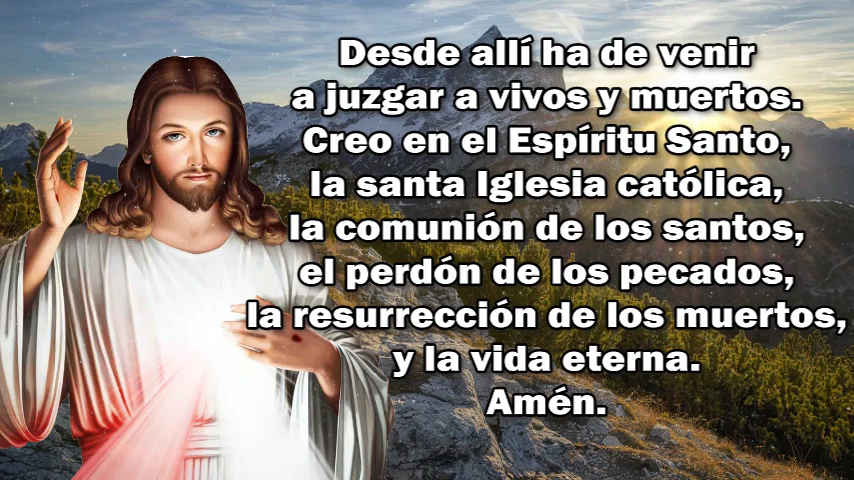 Desde allí ha de venir
a juzgar a vivos y muertos.
Creo en el Espíritu Santo,
la santa Iglesia católica,
la comunión de los santos,
el perdón de los pecados,
la resurrección de los muertos,
y la vida eterna.
Amén.